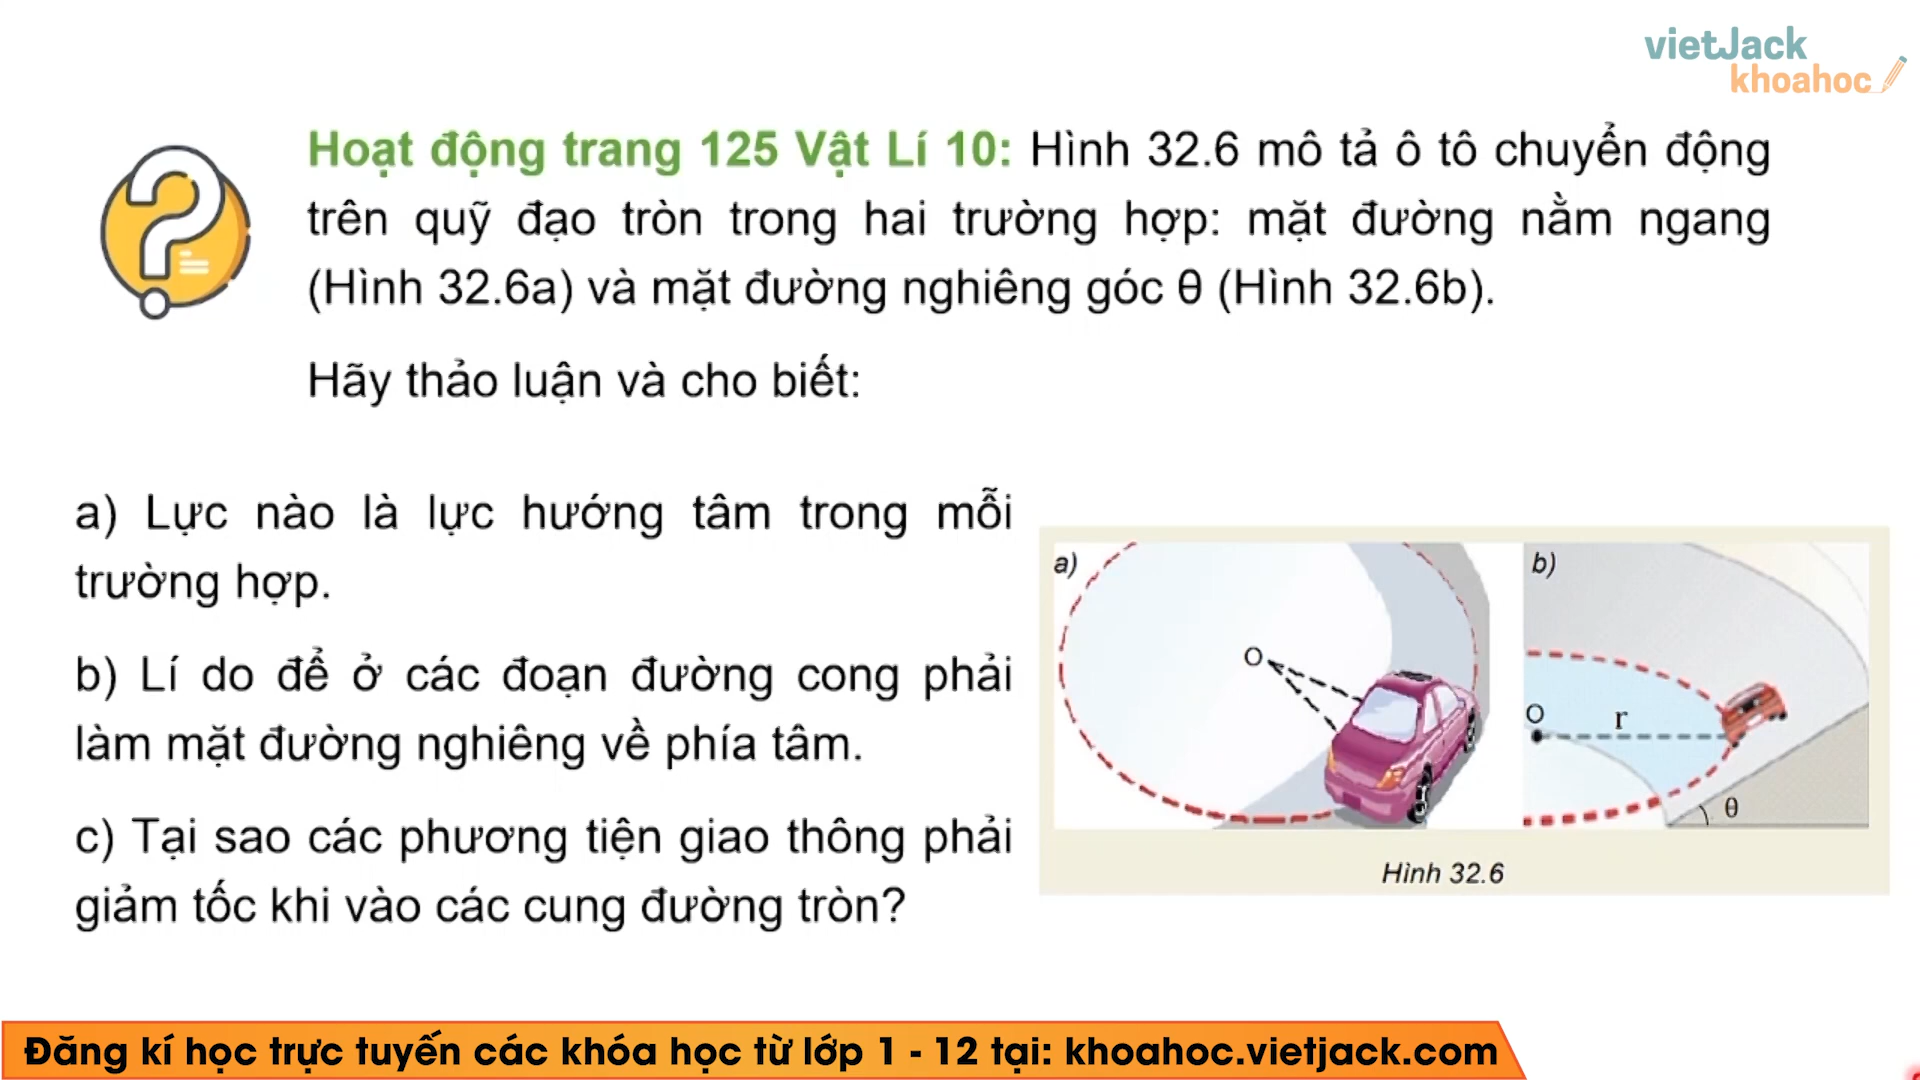 vietJack
khoahoc
Hoạt động trang 125 Vật Lí 10: Hình 32.6 mô tả ô tô chuyển động
trên quỹ đạo tròn trong hai trường hợp: mặt đường nằm ngang
(Hình 32.6a) và mặt đường nghiêng góc θ (Hình 32.6b).
Hãy thảo luận và cho biết:
a) Lực nào là lực hướng tâm trong mỗi
trường hợp.
b) Lí do để ở các đoạn đường cong phải
làm mặt đường nghiêng về phía tâm.
c) Tại sao các phương tiện giao thông phải
giảm tốc khi vào các cung đường tròn?
a)
O
b)
O
r
θ
Hình 32.6
Đăng kí học trực tuyến các khóa học từ lớp 1 - 12 tại: khoahoc.vietjack.com